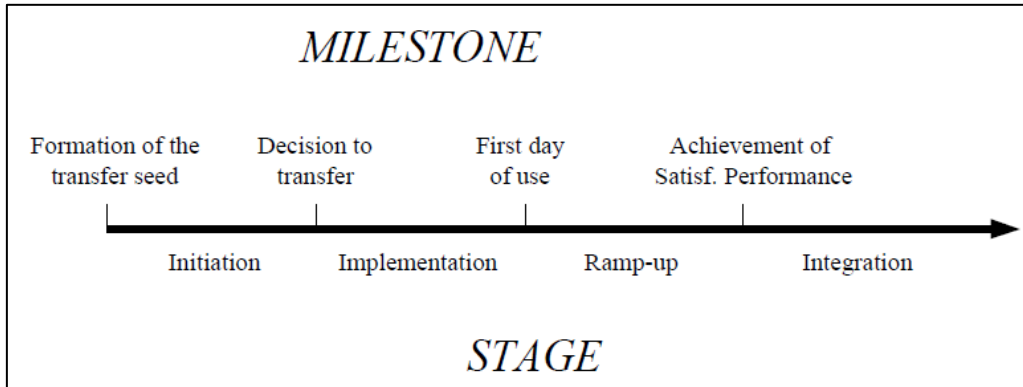 MILESTONE
Formation of the
transfer seed
Decision to
transfer
First day
of use
Achievement of
Satisf. Performance
Initiation
Implementation
Ramp-up
Integration
STAGE